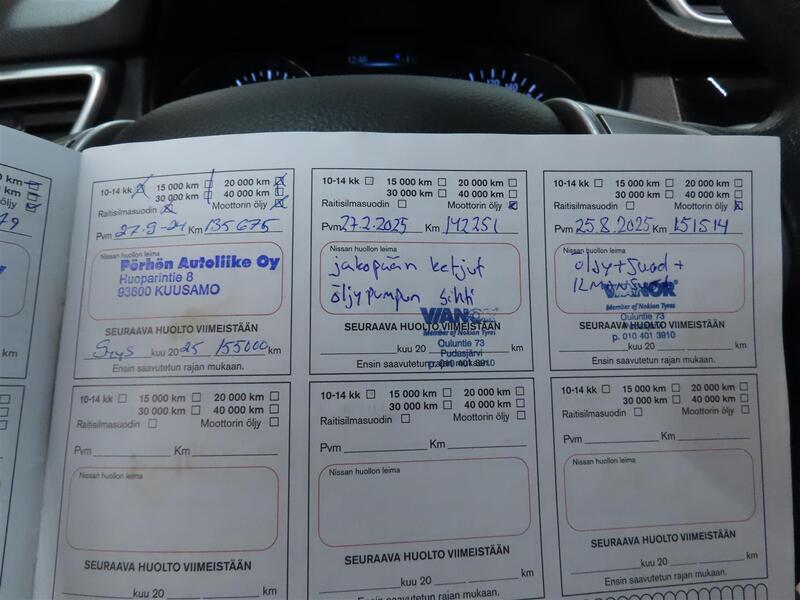 12:48
120 140
79
10-14 kk 15 000 km 20 000 km
30 000 km 40 000 km
Raitisilmasuodin Moottorin öljy
Pvm 27-9-24 Km 135675
Nissan huollon leima
Pörhön Autoliike Oy
Huoparintie 8
93600 KUUSAMO
SEURAAVA HUOLTO VIIMEISTÄÄN
Syys kuu 20 25 /155000 km
Ensin saavutetun rajan mukaan.
10-14 kk 15 000 km 20 000 km
30 000 km 40 000 km
Raitisilmasuodin Moottorin öljy
Pvm 27.2.2025 Km 142251
Nissan huollon leima
jakopään ketjut
öljypumpun sihti
VIANOR
Member of Nokian Tyres
SEURAAVA HUOLTO VIIMEISTÄÄN
Ouluntie 73
Pudasjärvi
kuu 20 km
p. 010 401 3910
Ensin saavutetun rajan mukaan.
10-14 kk 15 000 km 20 000 km
30 000 km 40 000 km
Raitisilmasuodin Moottorin öljy
Pvm 25.8.2025 Km 151514
Nissan huollon leima
öljy+suod+
VIANOR
Member of Nokian Tyres
Ouluntie 73
SEURAAVA HUOLTO VIIMEISTÄÄN
p. 010 401 3910
kuu 20 km
Ensin saavutetun rajan mukaan.
10-14 kk 15 000 km 20 000 km
30 000 km 40 000 km
Raitisilmasuodin Moottorin öljy
Pvm Km
Nissan huollon leima
SEURAAVA HUOLTO VIIMEISTÄÄN
kuu 20 km
10-14 kk 15 000 km 20 000 km
30 000 km 40 000 km
Raitisilmasuodin Moottorin öljy
Pvm Km
Nissan huollon leima
SEURAAVA HUOLTO VIIMEISTÄÄN
kuu 20 km
10-14 kk 15 000 km 20 000 km
30 000 km 40 000 km
Raitisilmasuodin Moottorin öljy
Pvm Km
Nissan huollon leima
SEURAAVA HUOLTO VIIMEISTÄÄN
kuu 20 km
Ensin saavutetun rajan mukaan.